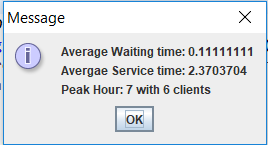 Message
Average Waiting time: 0.11111111
Avergae Service time: 2.3703704
Peak Hour: 7 with 6 clients
OK